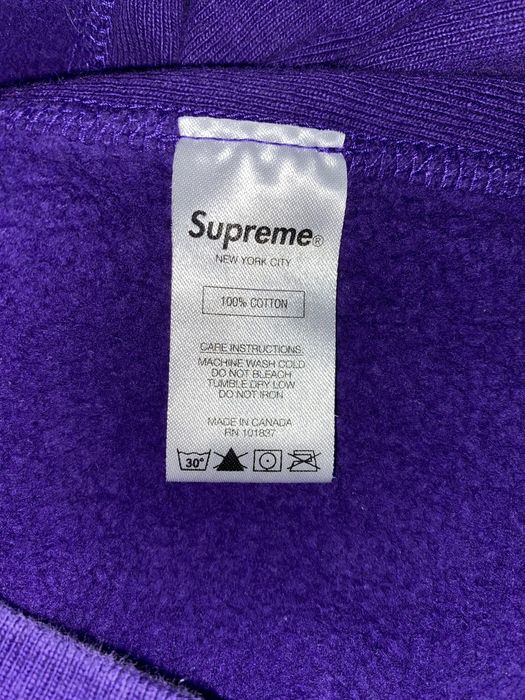 Supreme®
NEW YORK CITY
100% COTTON
CARE INSTRUCTIONS:
MACHINE WASH COLD
DO NOT BLEACH
TUMBLE DRY LOW
DO NOT IRON
MADE IN CANADA
RN 101837
30°